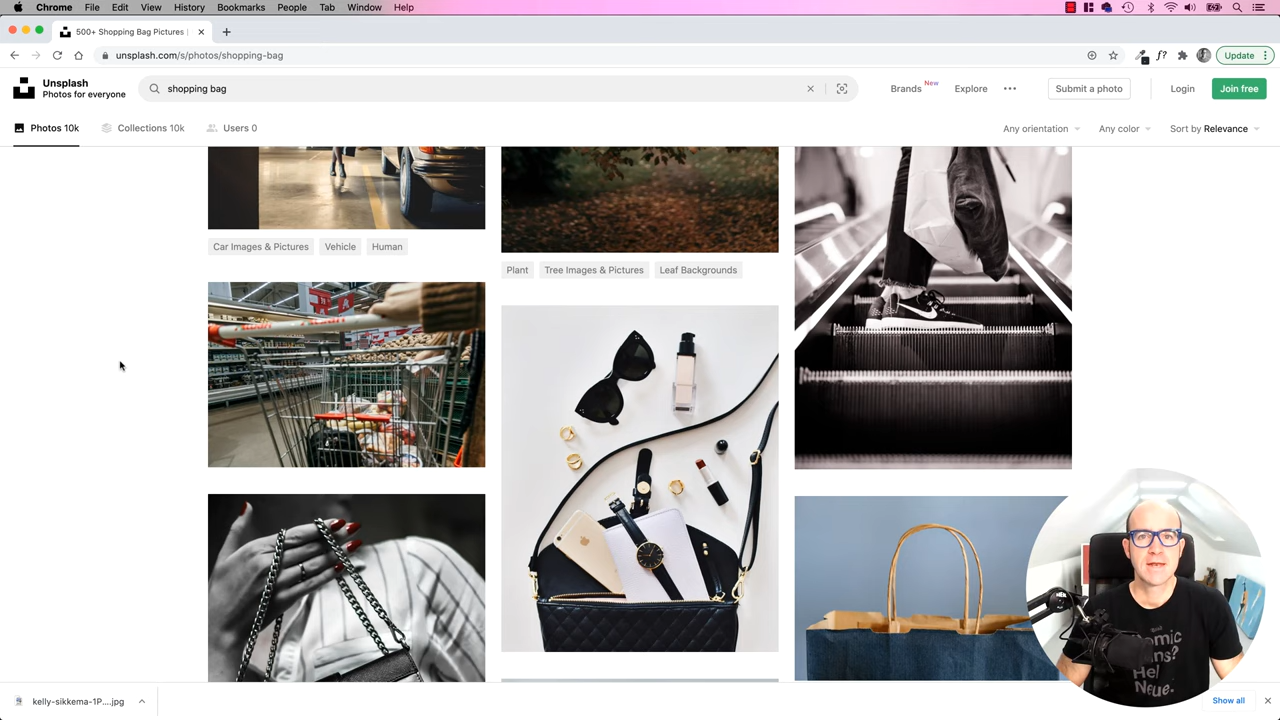 Chrome File Edit View History Bookmarks People Tab Window Help
500+ Shopping Bag Pictures |
unsplash.com/s/photos/shopping-bag
Update
Unsplash
Photos for everyone
shopping bag
Brands New
Explore
Submit a photo
Login
Join free
Photos 10k
Collections 10k
Users 0
Any orientation
Any color
Sort by Relevance
Car Images & Pictures
Vehicle
Human
Plant
Tree Images & Pictures
Leaf Backgrounds
Hel
Neue.
kelly-sikkema-1P....jpg
Show all